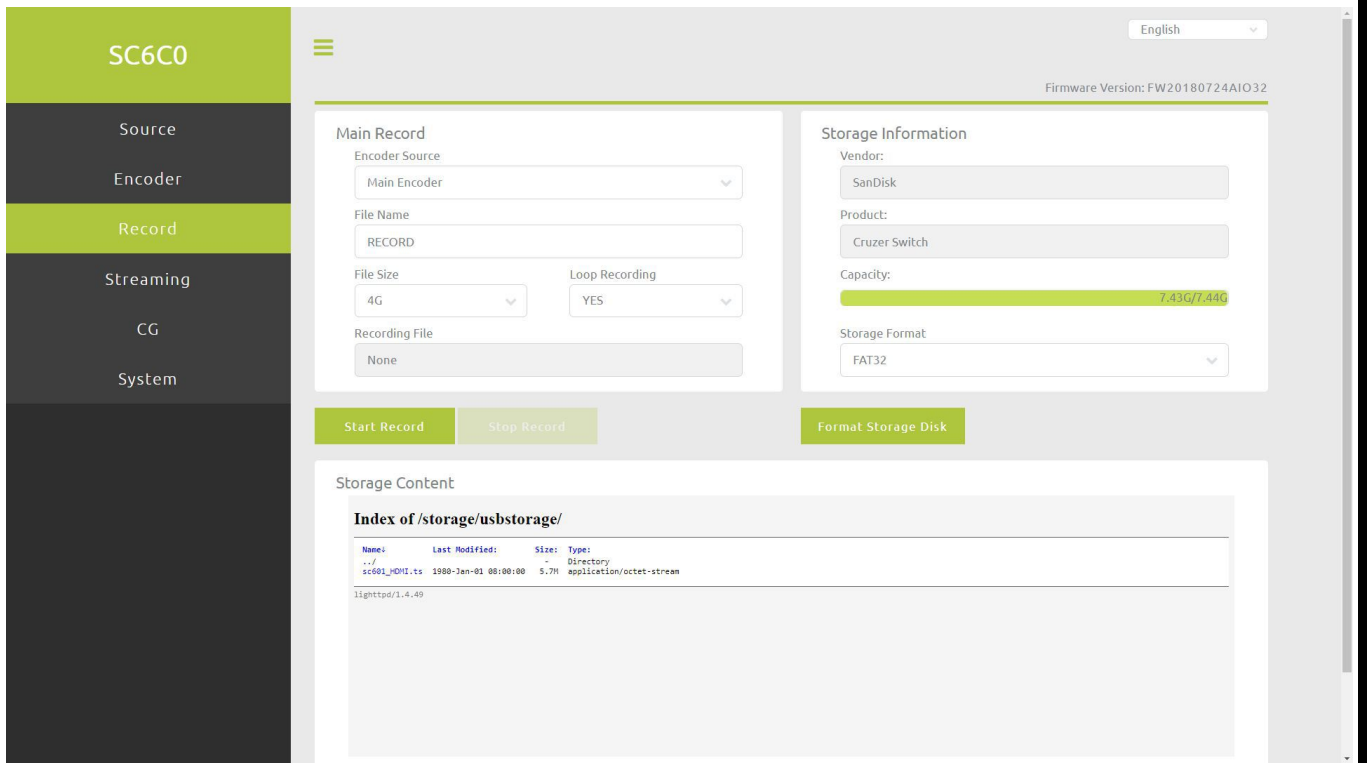 SC6C0
English
Firmware Version: FW20180724AIO32
Source
Encoder
Record
Streaming
CG
System
Main Record
Encoder Source
Main Encoder
File Name
RECORD
File Size Loop Recording
4G YES
Recording File
None
Storage Information
Vendor:
SanDisk
Product:
Cruzer Switch
Capacity:
7.43G/7.44G
Storage Format
FAT32
Start Record Stop Record Format Storage Disk
Storage Content
Index of /storage/usbstorage/
Name↓ Last Modified: Size: Type:
../ - Directory
sc601_HDMI.ts 1980-Jan-01 08:00:00 5.7M application/octet-stream
lighttpd/1.4.49